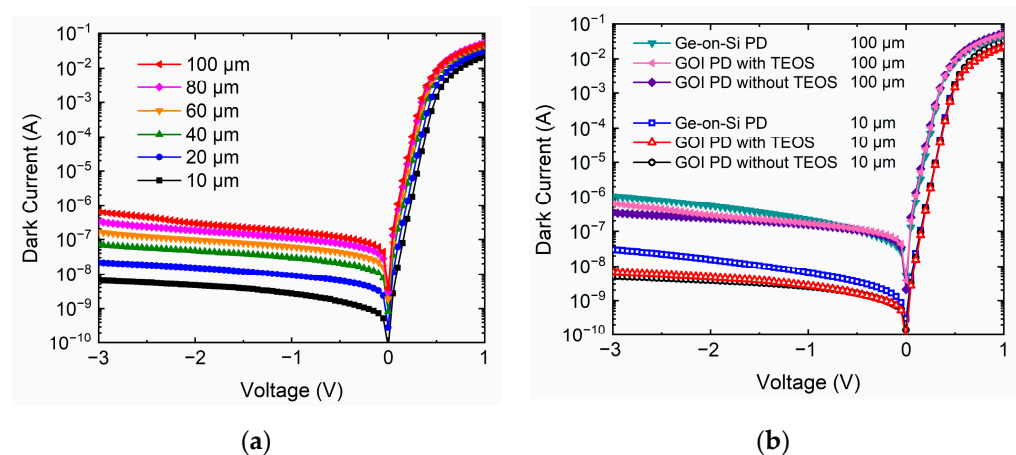 Dark Current (A)
10⁻¹
10⁻²
10⁻³
10⁻⁴
10⁻⁵
10⁻⁶
10⁻⁷
10⁻⁸
10⁻⁹
10⁻¹⁰
100 μm
80 μm
60 μm
40 μm
20 μm
10 μm
−3 −2 −1 0 1
Voltage (V)
(a)
Dark Current (A)
10⁻¹
10⁻²
10⁻³
10⁻⁴
10⁻⁵
10⁻⁶
10⁻⁷
10⁻⁸
10⁻⁹
10⁻¹⁰
Ge-on-Si PD 100 μm
GOI PD with TEOS 100 μm
GOI PD without TEOS 100 μm
Ge-on-Si PD 10 μm
GOI PD with TEOS 10 μm
GOI PD without TEOS 10 μm
−3 −2 −1 0 1
Voltage (V)
(b)